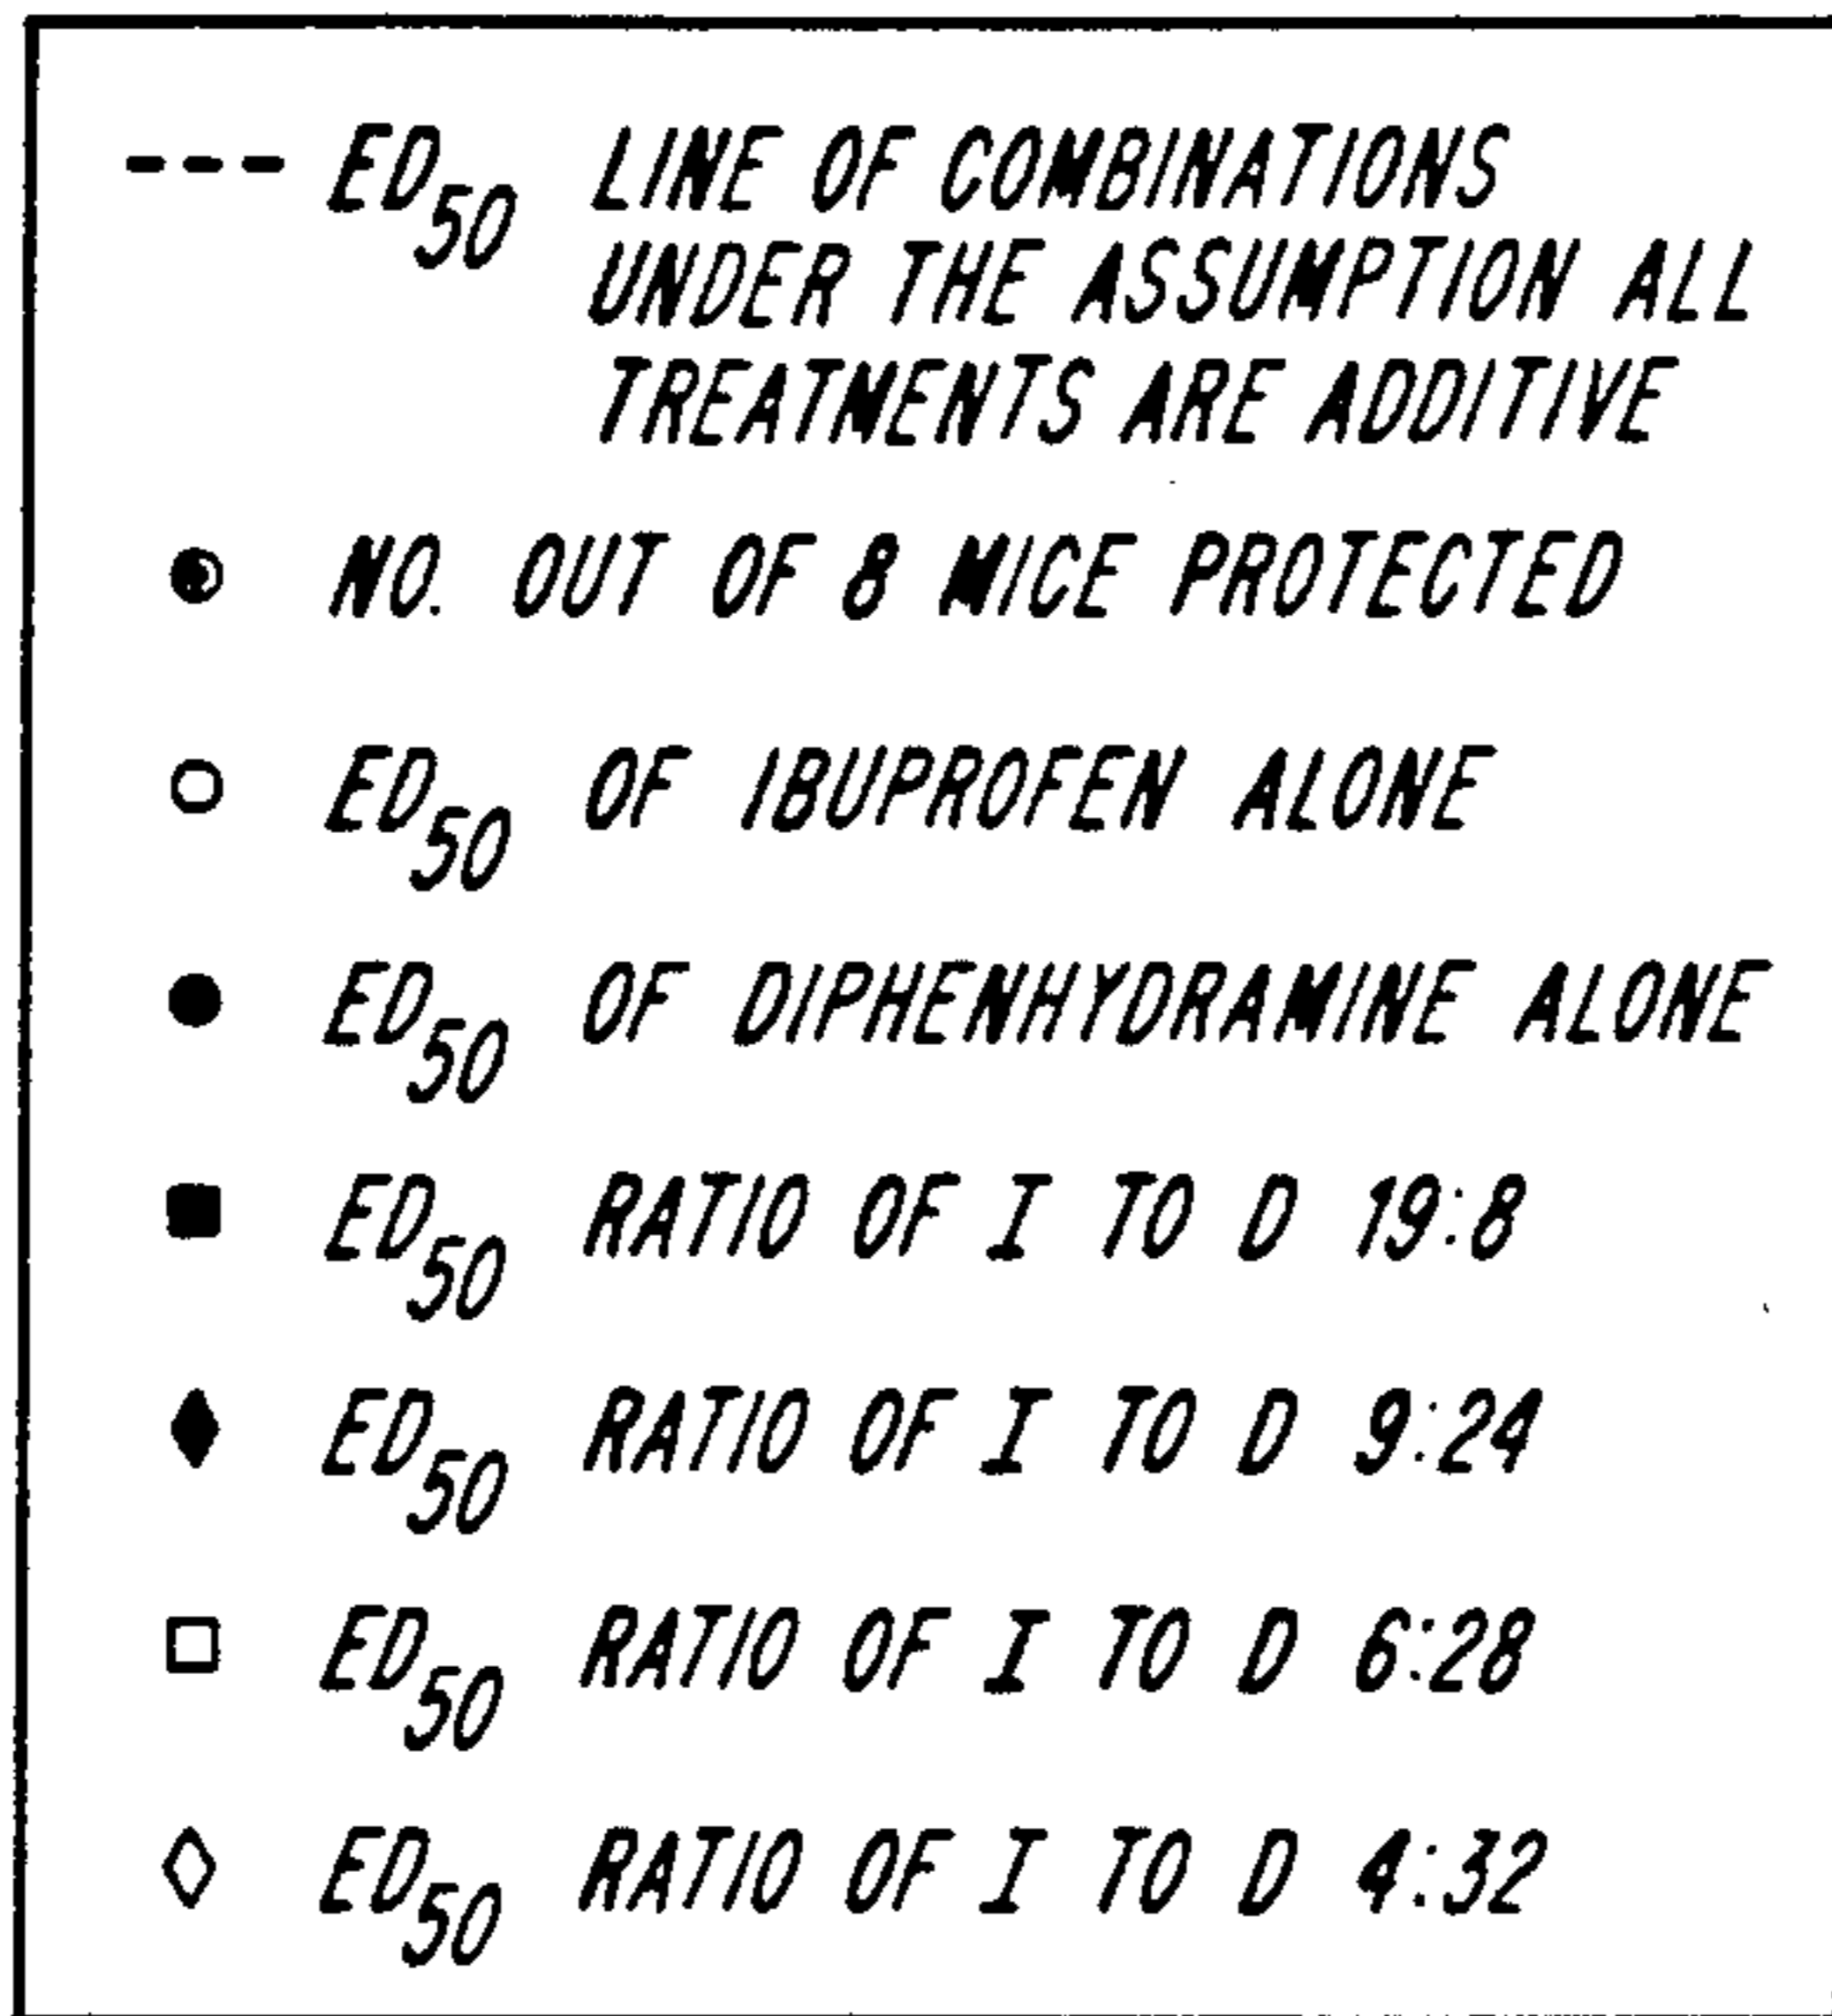 ED50 LINE OF COMBINATIONS
UNDER THE ASSUMPTION ALL
TREATMENTS ARE ADDITIVE
NO. OUT OF 8 MICE PROTECTED
ED50 OF IBUPROFEN ALONE
ED50 OF DIPHENHYDRAMINE ALONE
ED50 RATIO OF I TO D 19:8
ED50 RATIO OF I TO D 9:24
ED50 RATIO OF I TO D 6:28
ED50 RATIO OF I TO D 4:32